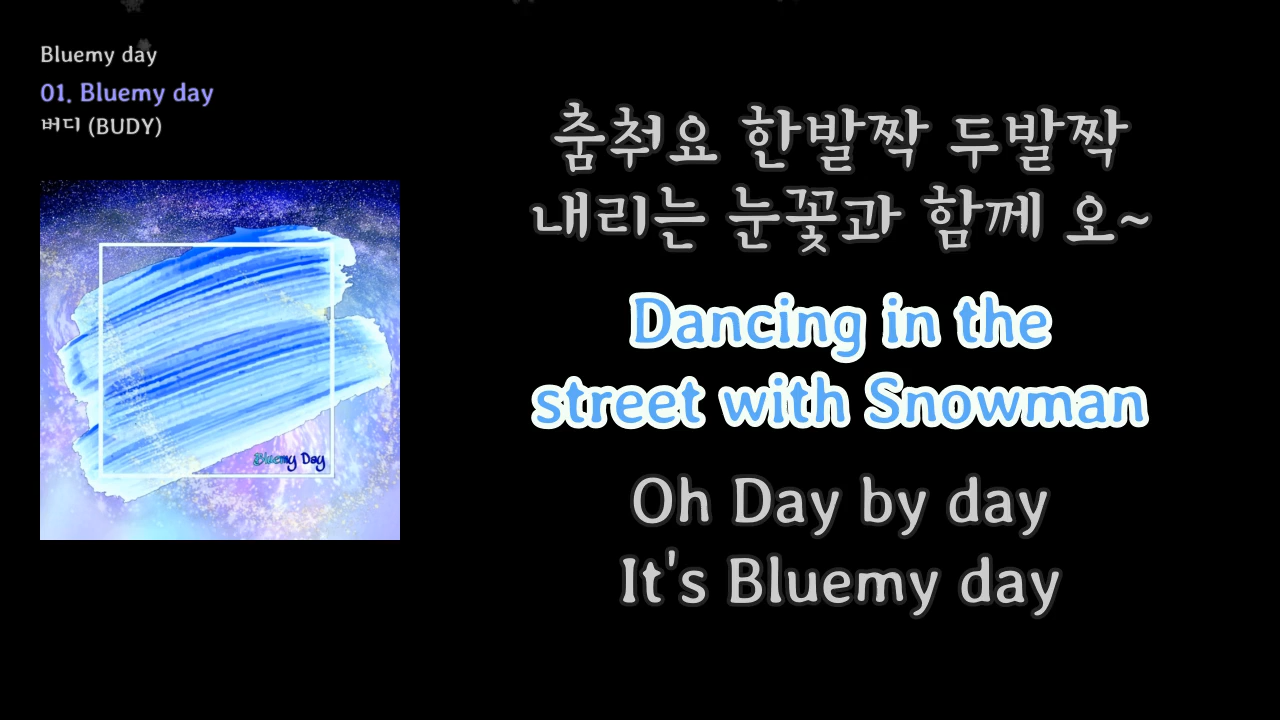 Bluemy day
01. Bluemy day
버디 (BUDY)
Bluemy Day
춤춰요 한발짝 두발짝
내리는 눈꽃과 함께 오~
Dancing in the
street with Snowman
Oh Day by day
It's Bluemy day